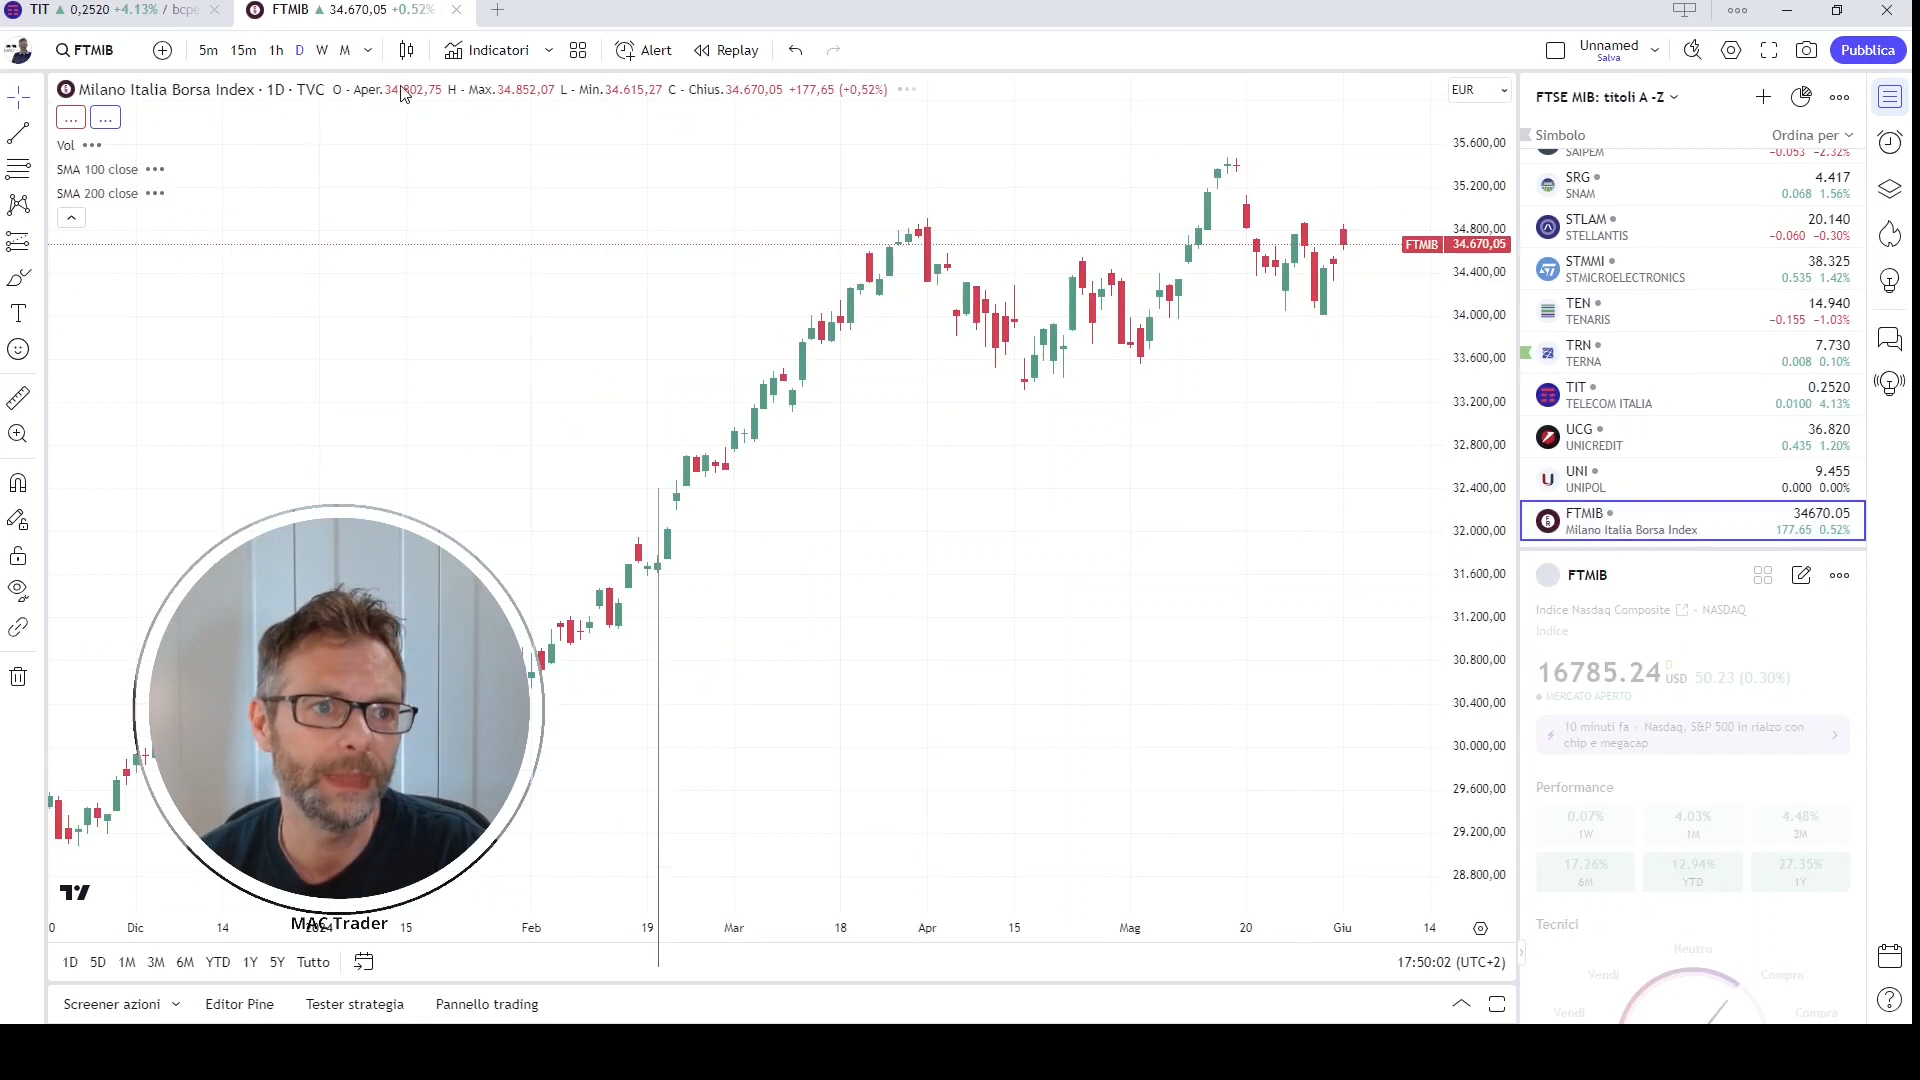 TIT ▲ 0,2520 +4.13% / bcpe
FTMIB ▲ 34.670,05 +0.52%
FTMIB
5m 15m 1h D W M
Indicatori
Alert
Replay
Unnamed
Salva
Pubblica
Milano Italia Borsa Index · 1D · TVC O - Aper. H - Max.34.852,07 L - Min.34.615,27 C - Chius.34.670,05 +177,65 (+0,52%)
EUR
Vol
SMA 100 close
SMA 200 close
35.600,00
35.200,00
34.800,00
FTMIB 34.670,05
34.400,00
34.000,00
33.600,00
33.200,00
32.800,00
32.400,00
32.000,00
31.600,00
31.200,00
30.800,00
30.400,00
30.000,00
29.600,00
29.200,00
28.800,00
MAC Trader
0 Dic 14 2024 15 Feb 19 Mar 18 Apr 15 Mag 20 Giu 14
1D 5D 1M 3M 6M YTD 1Y 5Y Tutto
17:50:02 (UTC+2)
Screener azioni
Editor Pine
Tester strategia
Pannello trading
FTSE MIB: titoli A -Z
Simbolo
Ordina per
SAIPEM −0.053 −2.32%
SRG 4.417
SNAM 0.068 1.56%
STLAM 20.140
STELLANTIS −0.060 −0.30%
STMMI 38.325
STMICROELECTRONICS 0.535 1.42%
TEN 14.940
TENARIS −0.155 −1.03%
TRN 7.730
TERNA 0.008 0.10%
TIT 0.2520
TELECOM ITALIA 0.0100 4.13%
UCG 36.820
UNICREDIT 0.435 1.20%
UNI 9.455
UNIPOL 0.000 0.00%
FTMIB 34670.05
Milano Italia Borsa Index 177.65 0.52%
FTMIB
Indice Nasdaq Composite • NASDAQ
Indice
16785.24 D USD 50.23 (0.30%)
MERCATO APERTO
10 minuti fa · Nasdaq, S&P 500 in rialzo con
chip e megacap
Performance
0.07% 4.03% 4.48%
1W 1M 3M
17.26% 12.94% 27.35%
6M YTD 1Y
Tecnici
Neutro
Vendi Compra
Vendi Compra